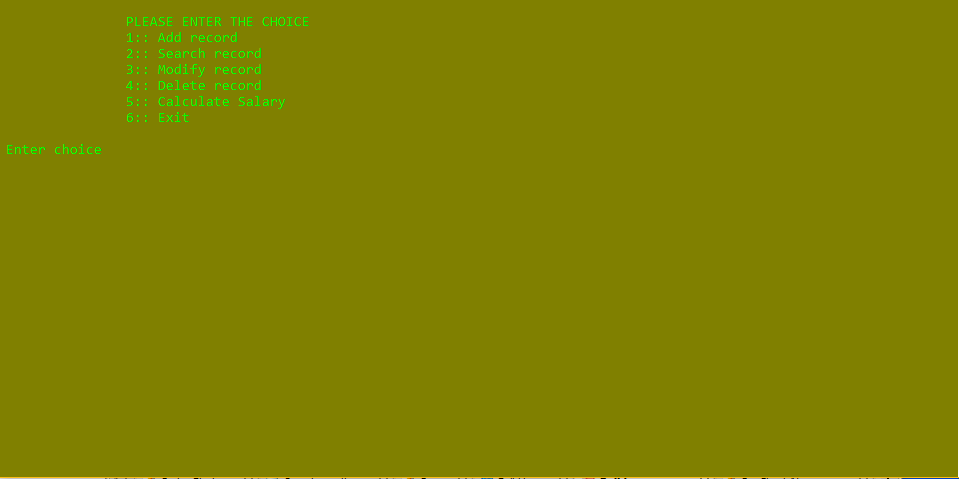 PLEASE ENTER THE CHOICE
1:: Add record
2:: Search record
3:: Modify record
4:: Delete record
5:: Calculate Salary
6:: Exit
Enter choice